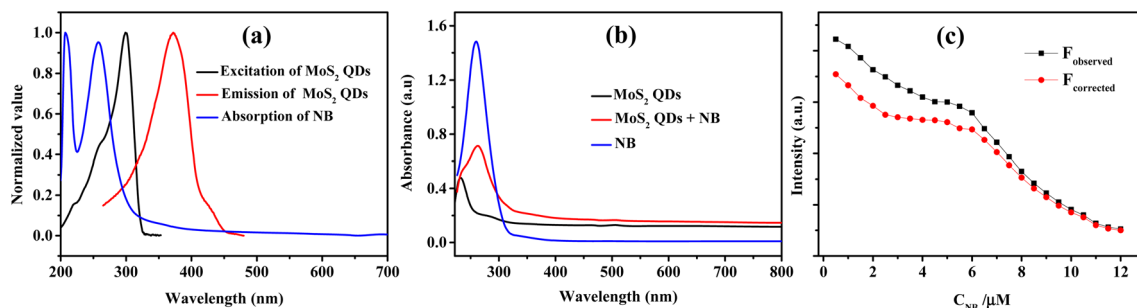 (a)
Normalized value
1.0
0.8
0.6
0.4
0.2
0.0
Excitation of MoS2 QDs
Emission of MoS2 QDs
Absorption of NB
200 300 400 500 600 700
Wavelength (nm)
(b)
Absorbance (a.u)
1.6
1.2
0.8
0.4
0.0
MoS2 QDs
MoS2 QDs + NB
NB
300 400 500 600 700 800
Wavelength (nm)
(c)
Intensity (a.u.)
Fobserved
Fcorrected
0 2 4 6 8 10 12
CNB /μM